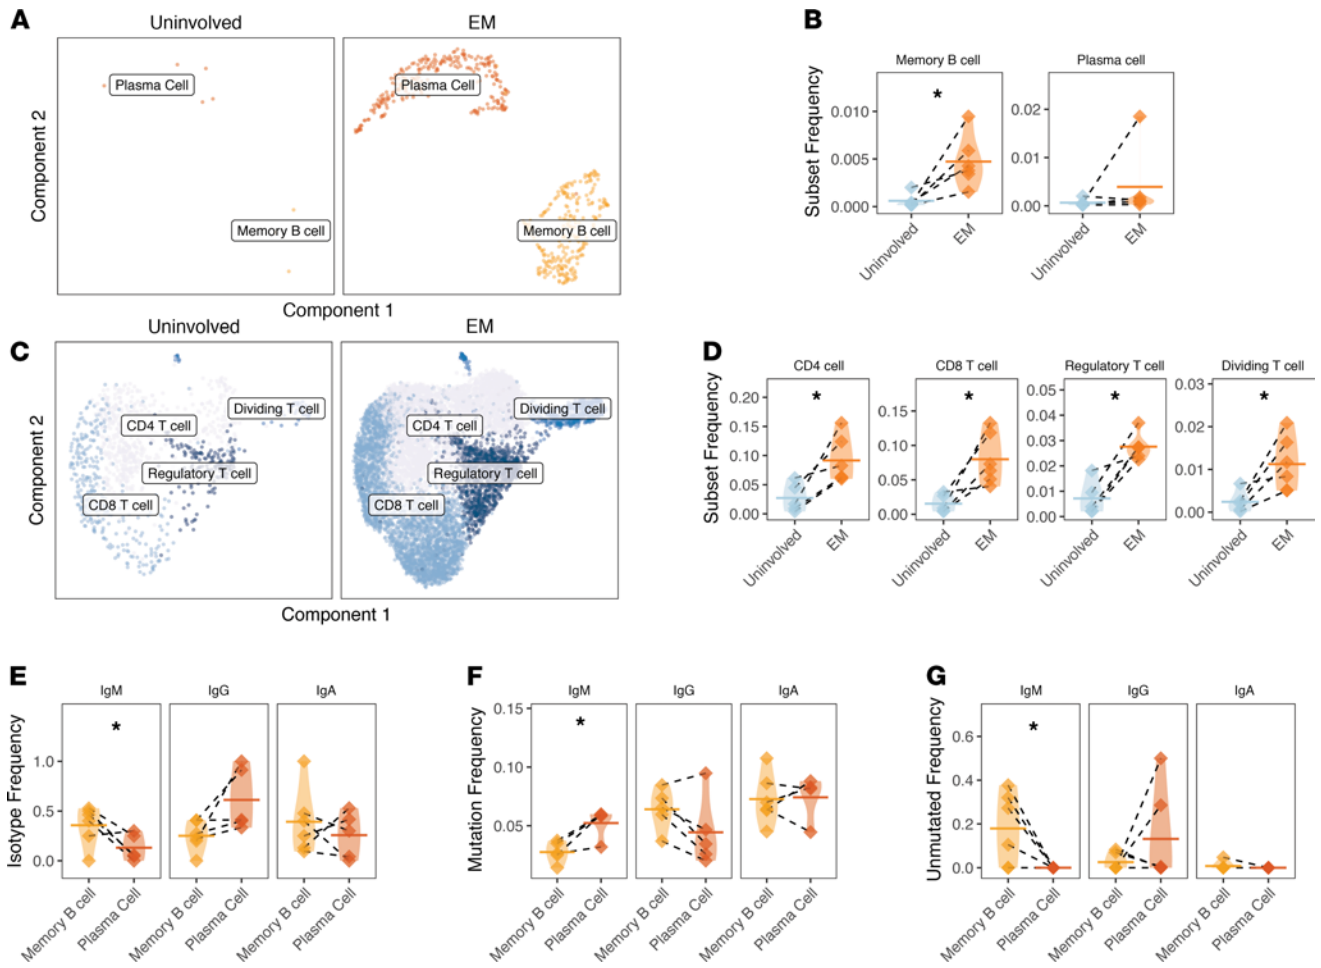 A
Uninvolved
EM
Component 2
Plasma Cell
Memory B cell
Plasma Cell
Memory B cell
Component 1
B
Memory B cell
Plasma cell
Subset Frequency
0.010
0.005
0.000
0.02
0.01
0.00
*
Uninvolved
EM
Uninvolved
EM
C
Uninvolved
EM
Component 2
Dividing T cell
CD4 T cell
Regulatory T cell
CD8 T cell
Dividing T cell
CD4 T cell
Regulatory T cell
CD8 T cell
Component 1
D
CD4 cell
CD8 T cell
Regulatory T cell
Dividing T cell
Subset Frequency
0.20
0.15
0.10
0.05
0.00
*
Uninvolved
EM
0.15
0.10
0.05
0.00
*
Uninvolved
EM
0.05
0.04
0.03
0.02
0.01
0.00
*
Uninvolved
EM
0.03
0.02
0.01
0.00
*
Uninvolved
EM
E
IgM
IgG
IgA
Isotype Frequency
1.0
0.5
0.0
*
Memory B cell
Plasma Cell
Memory B cell
Plasma Cell
Memory B cell
Plasma Cell
F
IgM
IgG
IgA
Mutation Frequency
0.15
0.10
0.05
*
Memory B cell
Plasma Cell
Memory B cell
Plasma Cell
Memory B cell
Plasma Cell
G
IgM
IgG
IgA
Unmutated Frequency
0.6
0.4
0.2
0.0
*
Memory B cell
Plasma Cell
Memory B cell
Plasma Cell
Memory B cell
Plasma Cell